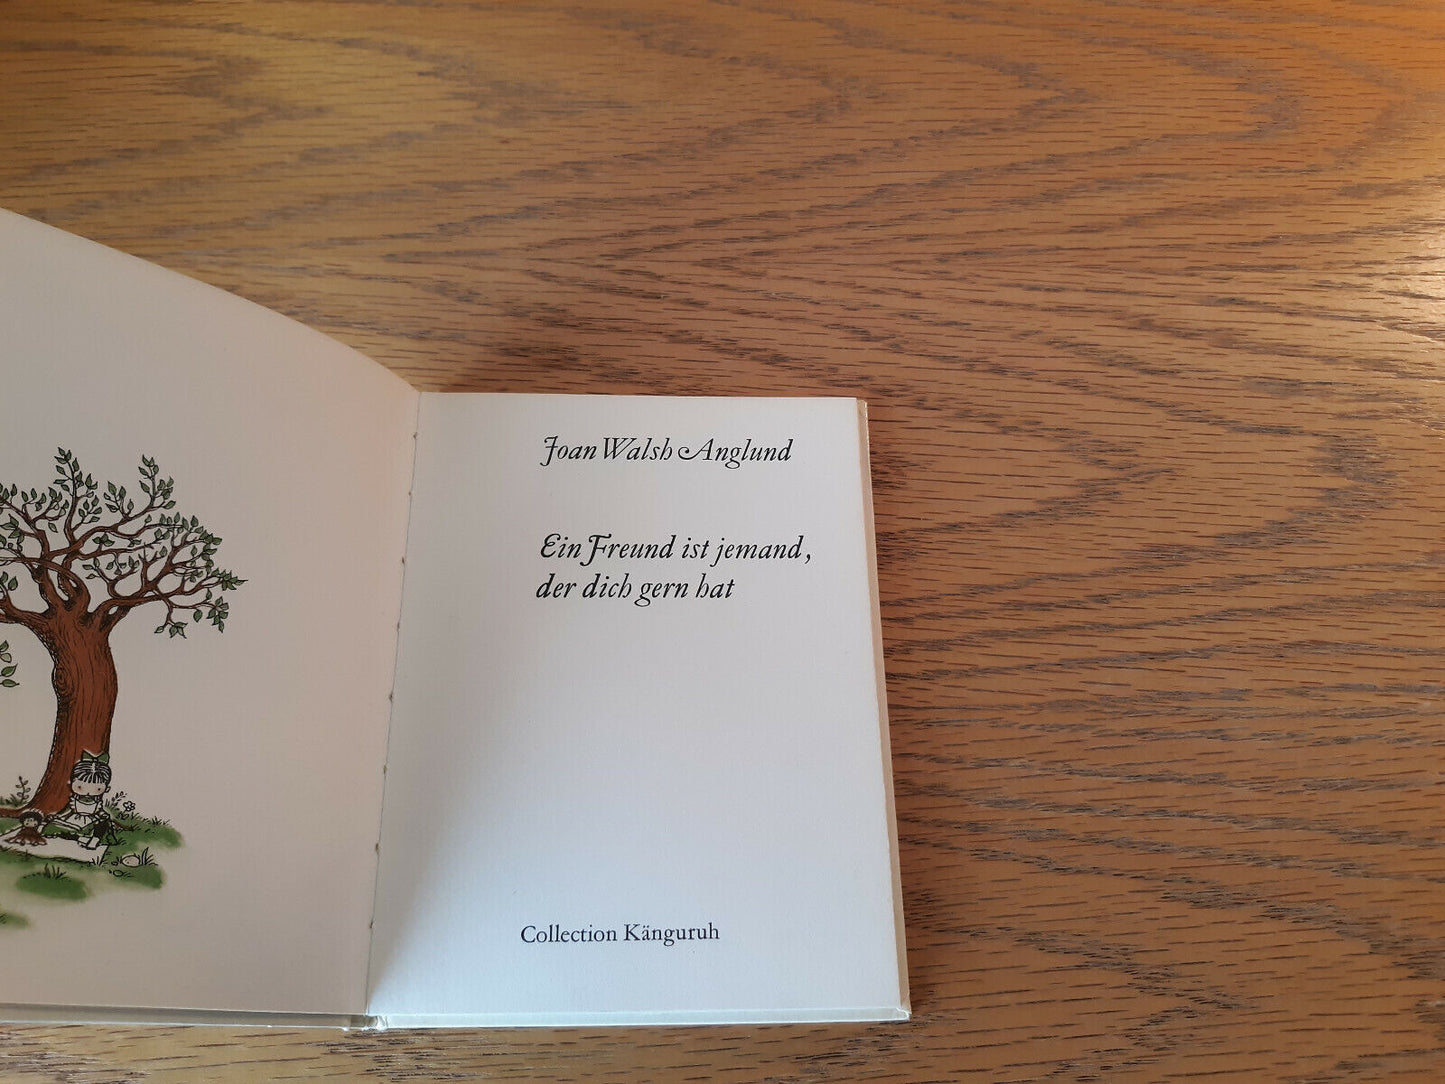 Joan Walsh Anglund
Ein Freund ist jemand,
der dich gern hat
Collection Känguruh